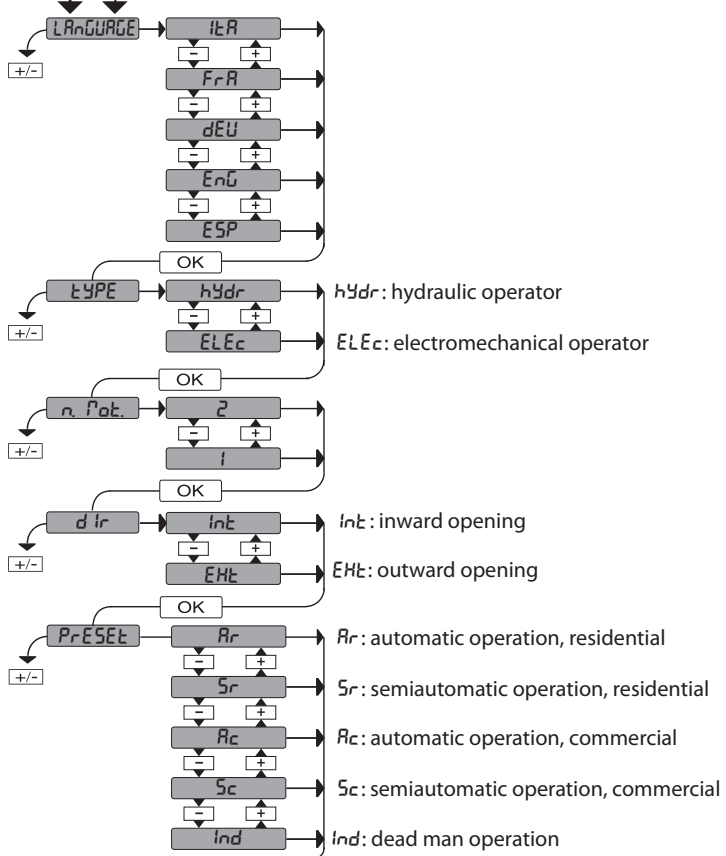 LAnGUAGE ItA
+/- - +
FrA
- +
dEU
- +
EnG
- +
ESP
OK
tYPE hYdr hYdr: hydraulic operator
+/- - +
ELEc ELEc: electromechanical operator
OK
n. Mot. 2
+/- - +
1
OK
dIr Int Int: inward opening
+/- - +
EHt EHt: outward opening
OK
PrESEt Ar Ar: automatic operation, residential
+/- - +
Sr Sr: semiautomatic operation, residential
- +
Ac Ac: automatic operation, commercial
- +
Sc Sc: semiautomatic operation, commercial
- +
Ind Ind: dead man operation